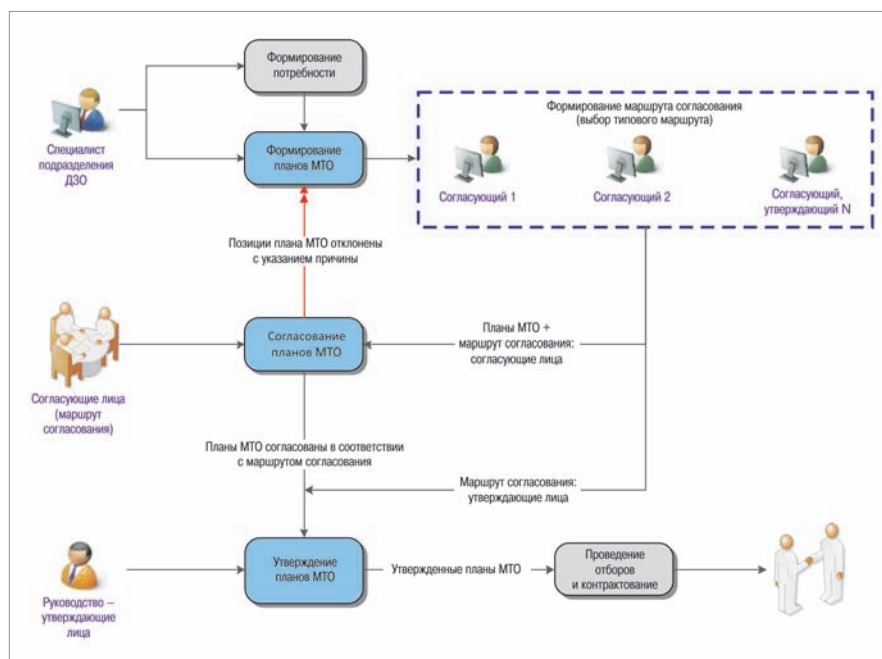 Формирование
потребности
Формирование маршрута согласования
(выбор типового маршрута)
Специалист
подразделения
ДЗО
Формирование
планов МТО
Согласующий 1
Согласующий 2
Согласующий,
утверждающий N
Позиции плана МТО отклонены
с указанием причины
Согласование
планов МТО
Планы МТО +
маршрут согласования:
согласующие лица
Согласующие лица
(маршрут
согласования)
Планы МТО согласованы в соответствии
с маршрутом согласования
Маршрут согласования:
утверждающие лица
Руководство –
утверждающие
лица
Утверждение
планов МТО
Утвержденные планы МТО
Проведение
отборов
и контрактование